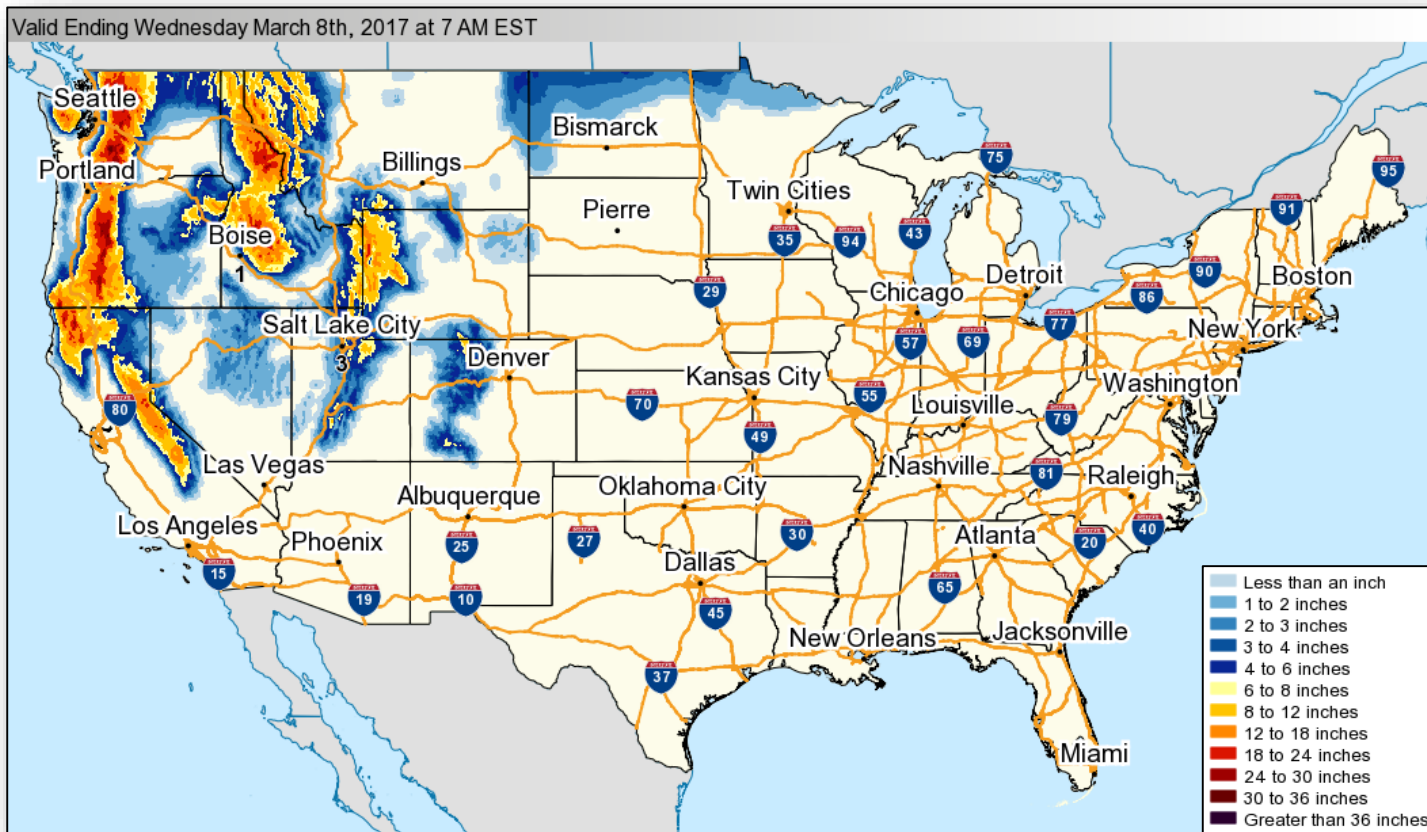 Valid Ending Wednesday March 8th, 2017 at 7 AM EST
Seattle
Portland
Boise
1
Billings
Bismarck
Pierre
Twin Cities
Salt Lake City
3
Denver
Kansas City
Chicago
Detroit
Boston
New York
Washington
Louisville
Nashville
Raleigh
Las Vegas
Los Angeles
Phoenix
Albuquerque
Oklahoma City
Dallas
Atlanta
New Orleans
Jacksonville
Miami
75
95
91
35
94
43
90
86
29
57
69
77
80
70
55
79
49
81
25
27
30
20
40
15
19
10
45
65
37
Less than an inch
1 to 2 inches
2 to 3 inches
3 to 4 inches
4 to 6 inches
6 to 8 inches
8 to 12 inches
12 to 18 inches
18 to 24 inches
24 to 30 inches
30 to 36 inches
Greater than 36 inches